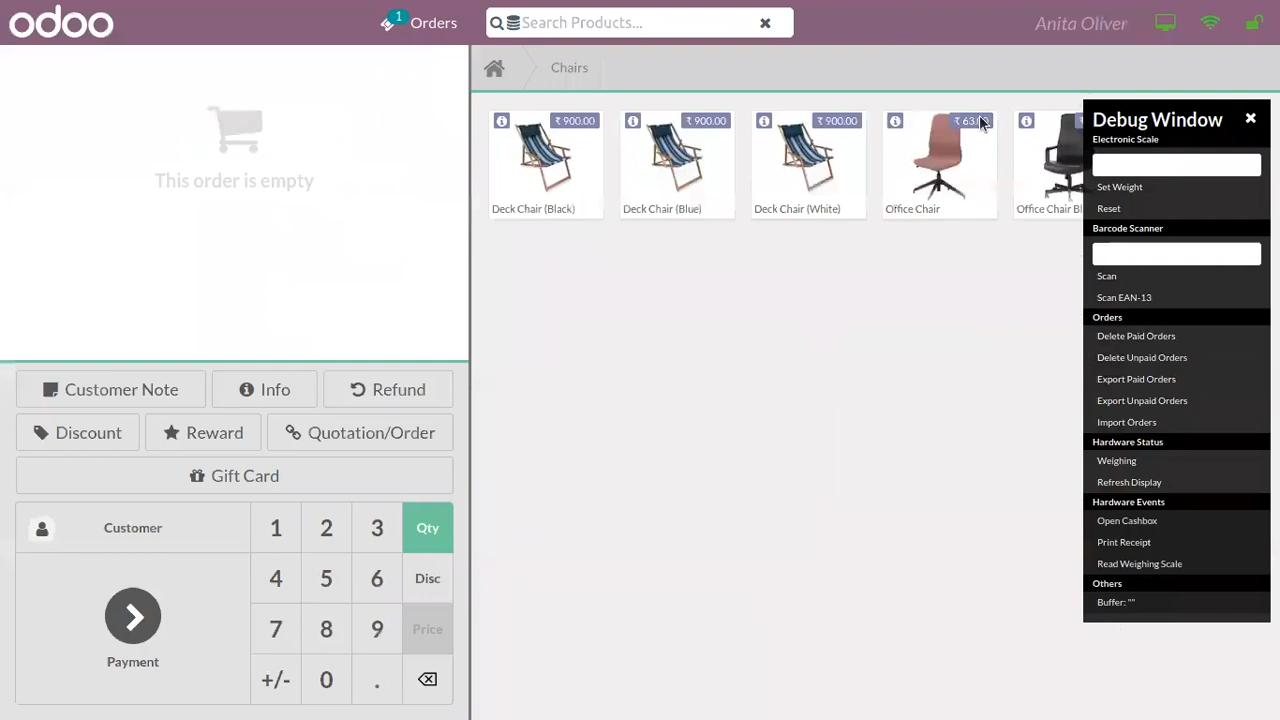 odoo
1
Orders
Search Products...
Anita Oliver
Chairs
This order is empty
₹ 900.00
₹ 900.00
₹ 900.00
₹ 63.
Deck Chair (Black)
Deck Chair (Blue)
Deck Chair (White)
Office Chair
Office Chair Bl
Debug Window
Electronic Scale
Set Weight
Reset
Barcode Scanner
Scan
Scan EAN-13
Orders
Delete Paid Orders
Delete Unpaid Orders
Export Paid Orders
Export Unpaid Orders
Import Orders
Hardware Status
Weighing
Refresh Display
Hardware Events
Open Cashbox
Print Receipt
Read Weighing Scale
Others
Buffer: ""
Customer Note
Info
Refund
Discount
Reward
Quotation/Order
Gift Card
Customer
1 2 3 Qty
4 5 6 Disc
7 8 9 Price
+/- 0 .
Payment